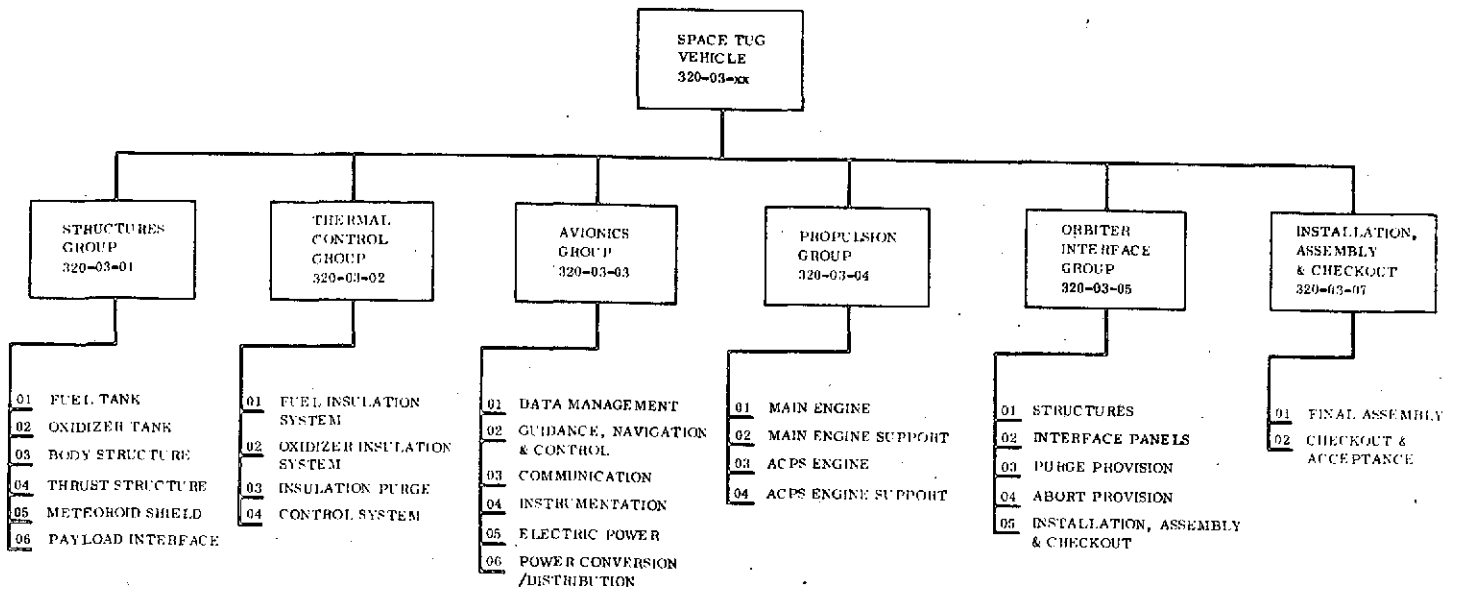 SPACE TUG
VEHICLE
320-03-xx
STRUCTURES
GROUP
320-03-01
01 FUEL TANK
02 OXIDIZER TANK
03 BODY STRUCTURE
04 THRUST STRUCTURE
05 METEOROID SHIELD
06 PAYLOAD INTERFACE
THERMAL
CONTROL
GROUP
320-03-02
01 FUEL INSULATION
SYSTEM
02 OXIDIZER INSULATION
SYSTEM
03 INSULATION PURGE
04 CONTROL SYSTEM
AVIONICS
GROUP
320-03-03
01 DATA MANAGEMENT
02 GUIDANCE, NAVIGATION
& CONTROL
03 COMMUNICATION
04 INSTRUMENTATION
05 ELECTRIC POWER
06 POWER CONVERSION
/DISTRIBUTION
PROPULSION
GROUP
320-03-04
01 MAIN ENGINE
02 MAIN ENGINE SUPPORT
03 ACPS ENGINE
04 ACPS ENGINE SUPPORT
ORBITER
INTERFACE
GROUP
320-03-05
01 STRUCTURES
02 INTERFACE PANELS
03 PURGE PROVISION
04 ABORT PROVISION
05 INSTALLATION, ASSEMBLY
& CHECKOUT
INSTALLATION,
ASSEMBLY
& CHECKOUT
320-03-07
01 FINAL ASSEMBLY
02 CHECKOUT &
ACCEPTANCE